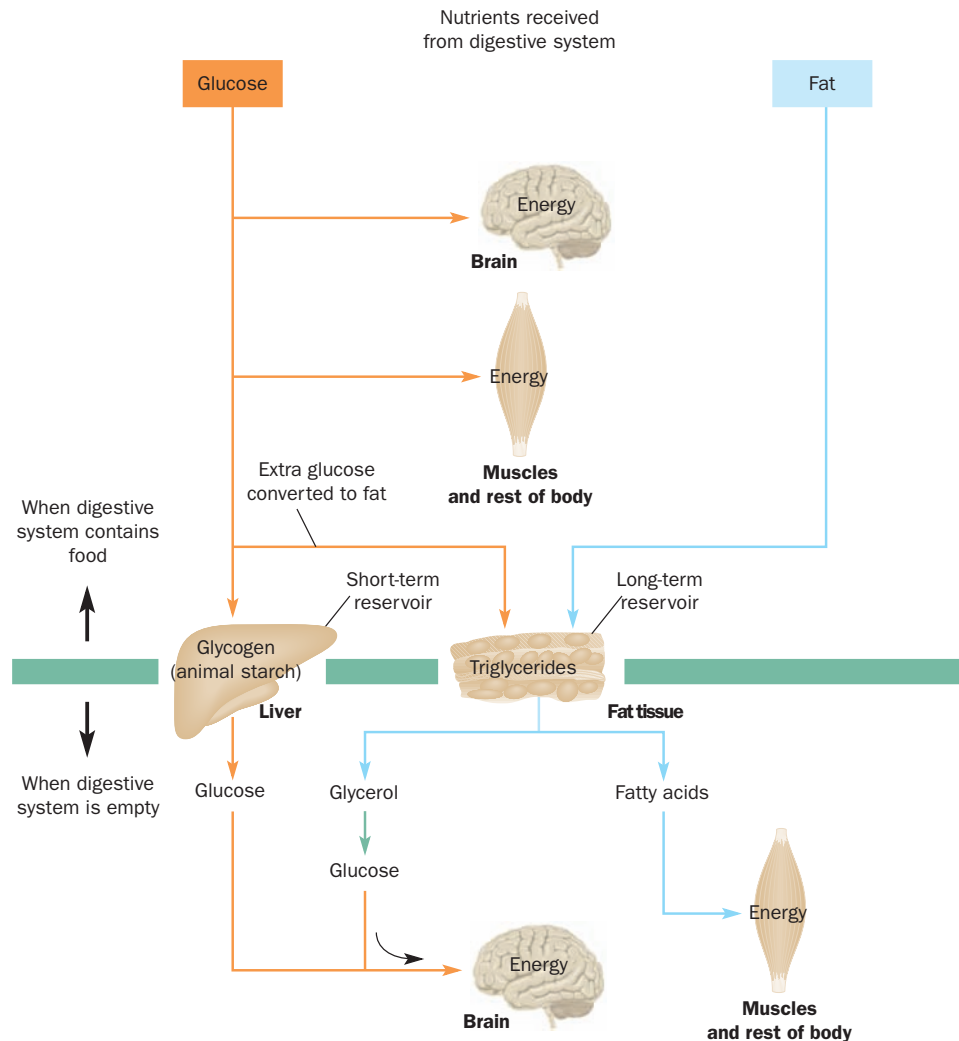 Nutrients received
from digestive system
Glucose
Fat
Energy
Brain
Energy
Muscles
and rest of body
Extra glucose
converted to fat
When digestive
system contains
food
Short-term
reservoir
Long-term
reservoir
Glycogen
(animal starch)
Triglycerides
Liver
Fat tissue
When digestive
system is empty
Glucose
Glycerol
Fatty acids
Glucose
Energy
Energy
Brain
Muscles
and rest of body